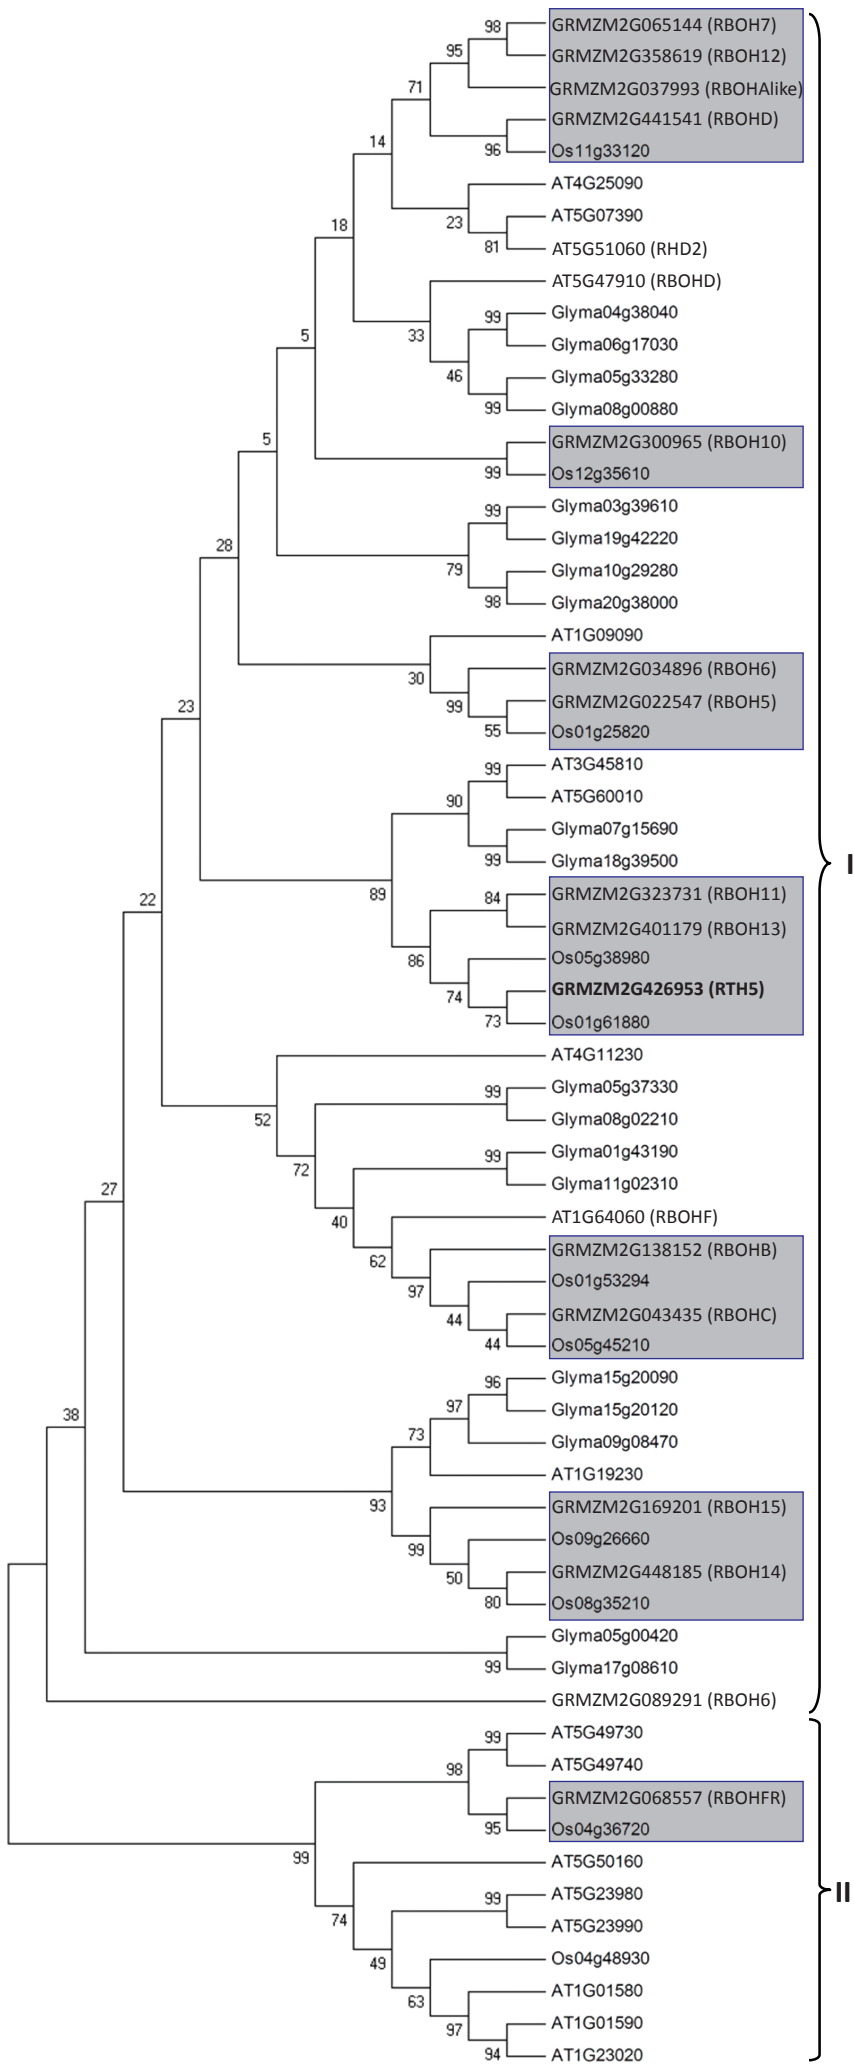 98
GRMZM2G065144 (RBOH7)
95
GRMZM2G358619 (RBOH12)
71
GRMZM2G037993 (RBOHAlike)
GRMZM2G441541 (RBOHD)
14
96
Os11g33120
AT4G25090
18
23
AT5G07390
81
AT5G51060 (RHD2)
AT5G47910 (RBOHD)
99
Glyma04g38040
5
33
Glyma06g17030
46
Glyma05g33280
99
Glyma08g00880
5
GRMZM2G300965 (RBOH10)
99
Os12g35610
99
Glyma03g39610
28
Glyma19g42220
79
Glyma10g29280
98
Glyma20g38000
AT1G09090
30
GRMZM2G034896 (RBOH6)
23
99
GRMZM2G022547 (RBOH5)
55
Os01g25820
99
AT3G45810
90
AT5G60010
Glyma07g15690
99
Glyma18g39500
I
22
89
84
GRMZM2G323731 (RBOH11)
GRMZM2G401179 (RBOH13)
86
Os05g38980
74
GRMZM2G426953 (RTH5)
73
Os01g61880
AT4G11230
52
99
Glyma05g37330
Glyma08g02210
72
99
Glyma01g43190
27
Glyma11g02310
40
AT1G64060 (RBOHF)
62
GRMZM2G138152 (RBOHB)
97
Os01g53294
44
GRMZM2G043435 (RBOHC)
44
Os05g45210
96
Glyma15g20090
38
97
Glyma15g20120
73
Glyma09g08470
AT1G19230
93
GRMZM2G169201 (RBOH15)
99
Os09g26660
50
GRMZM2G448185 (RBOH14)
80
Os08g35210
Glyma05g00420
99
Glyma17g08610
GRMZM2G089291 (RBOH6)
99
AT5G49730
98
AT5G49740
GRMZM2G068557 (RBOHFR)
95
Os04g36720
99
AT5G50160
II
74
99
AT5G23980
AT5G23990
49
Os04g48930
63
AT1G01580
97
AT1G01590
94
AT1G23020